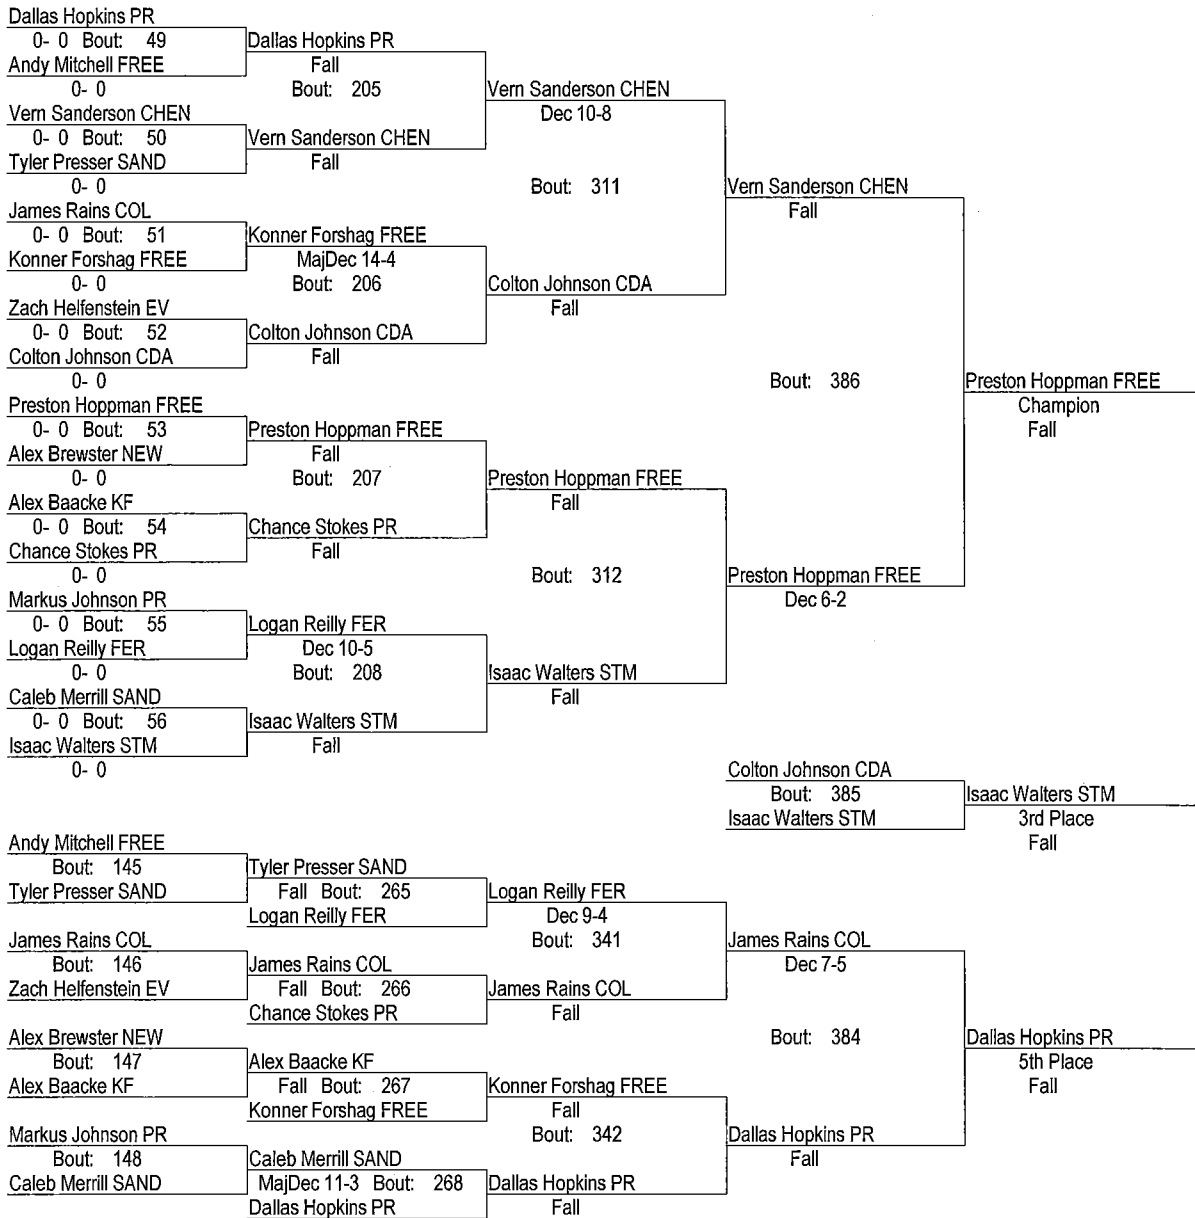 Dallas Hopkins PR
0- 0 Bout: 49
Andy Mitchell FREE
0- 0
Vern Sanderson CHEN
0- 0 Bout: 50
Tyler Presser SAND
0- 0
James Rains COL
0- 0 Bout: 51
Konner Forshag FREE
0- 0
Zach Helfenstein EV
0- 0 Bout: 52
Colton Johnson CDA
0- 0
Preston Hoppman FREE
0- 0 Bout: 53
Alex Brewster NEW
0- 0
Alex Baacke KF
0- 0 Bout: 54
Chance Stokes PR
0- 0
Markus Johnson PR
0- 0 Bout: 55
Logan Reilly FER
0- 0
Caleb Merrill SAND
0- 0 Bout: 56
Isaac Walters STM
0- 0
Dallas Hopkins PR
Fall
Bout: 205
Vern Sanderson CHEN
Fall
Konner Forshag FREE
MajDec 14-4
Bout: 206
Colton Johnson CDA
Fall
Preston Hoppman FREE
Fall
Bout: 207
Chance Stokes PR
Fall
Logan Reilly FER
Dec 10-5
Bout: 208
Isaac Walters STM
Fall
Vern Sanderson CHEN
Dec 10-8
Bout: 311
Colton Johnson CDA
Fall
Preston Hoppman FREE
Fall
Bout: 312
Isaac Walters STM
Fall
Vern Sanderson CHEN
Fall
Bout: 386
Preston Hoppman FREE
Dec 6-2
Preston Hoppman FREE
Champion
Fall
Colton Johnson CDA
Bout: 385
Isaac Walters STM
Isaac Walters STM
3rd Place
Fall
Andy Mitchell FREE
Bout: 145
Tyler Presser SAND
James Rains COL
Bout: 146
Zach Helfenstein EV
Alex Brewster NEW
Bout: 147
Alex Baacke KF
Markus Johnson PR
Bout: 148
Caleb Merrill SAND
Tyler Presser SAND
Fall Bout: 265
Logan Reilly FER
James Rains COL
Fall Bout: 266
Chance Stokes PR
Alex Baacke KF
Fall Bout: 267
Konner Forshag FREE
Caleb Merrill SAND
MajDec 11-3 Bout: 268
Dallas Hopkins PR
Logan Reilly FER
Dec 9-4
Bout: 341
James Rains COL
Fall
Konner Forshag FREE
Fall
Bout: 342
Dallas Hopkins PR
Fall
James Rains COL
Dec 7-5
Bout: 384
Dallas Hopkins PR
Fall
Dallas Hopkins PR
5th Place
Fall